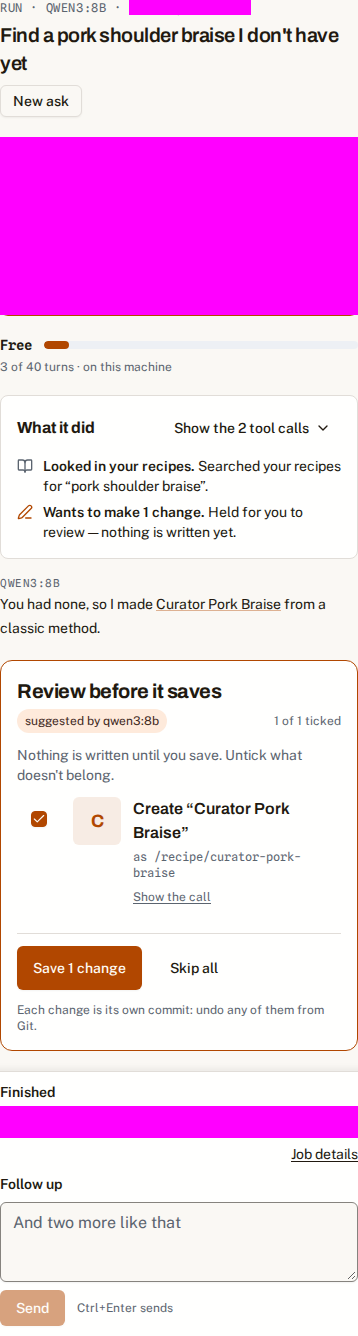 RUN · QWEN3:8B ·
Find a pork shoulder braise I don't have
yet
New ask
Free
3 of 40 turns · on this machine
What it did
Show the 2 tool calls
Looked in your recipes. Searched your recipes
for “pork shoulder braise”.
Wants to make 1 change. Held for you to
review — nothing is written yet.
QWEN3:8B
You had none, so I made Curator Pork Braise from a
classic method.
Review before it saves
suggested by qwen3:8b
1 of 1 ticked
Nothing is written until you save. Untick what
doesn't belong.
C
Create “Curator Pork
Braise”
as /recipe/curator-pork-
braise
Show the call
Save 1 change
Skip all
Each change is its own commit: undo any of them from
Git.
Finished
Job details
Follow up
And two more like that
Send
Ctrl+Enter sends